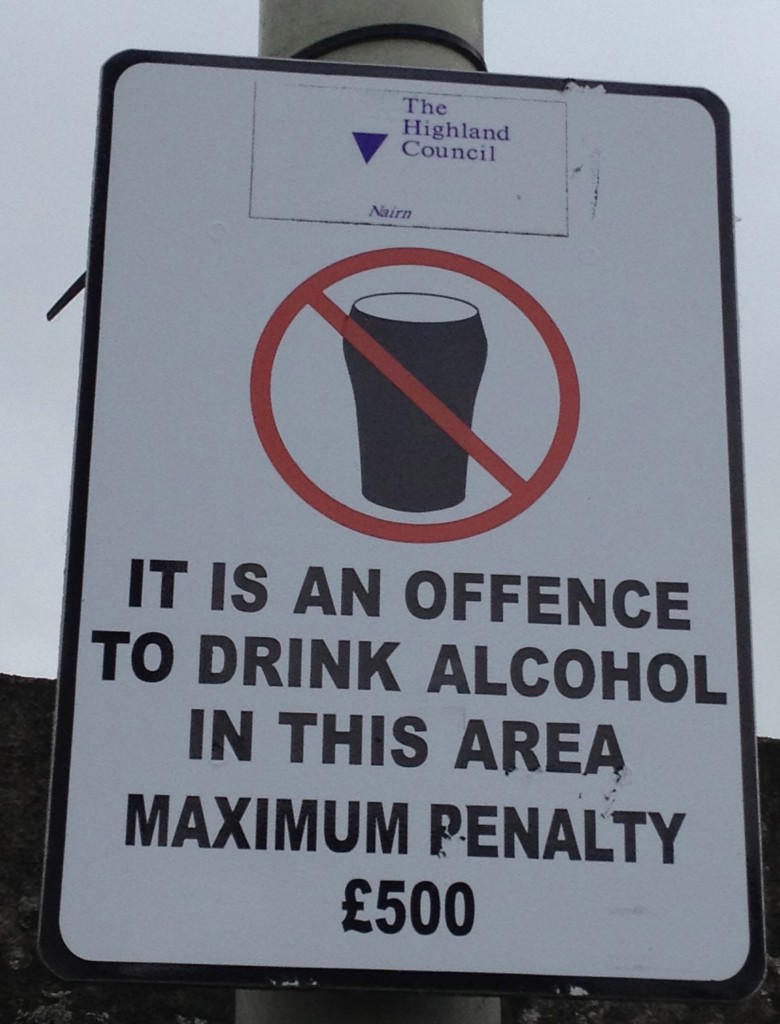 The
Highland
Council
Nairn
IT IS AN OFFENCE
TO DRINK ALCOHOL
IN THIS AREA
MAXIMUM PENALTY
£500